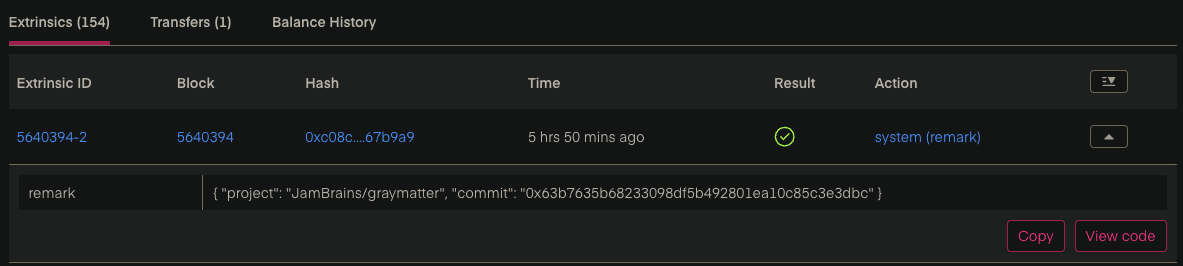 Extrinsics (154) Transfers (1) Balance History
Extrinsic ID Block Hash Time Result Action
5640394-2 5640394 0xc08c....67b9a9 5 hrs 50 mins ago system (remark)
remark { "project": "JamBrains/graymatter", "commit": "0x63b7635b68233098df5b492801ea10c85c3e3dbc" }
Copy View code